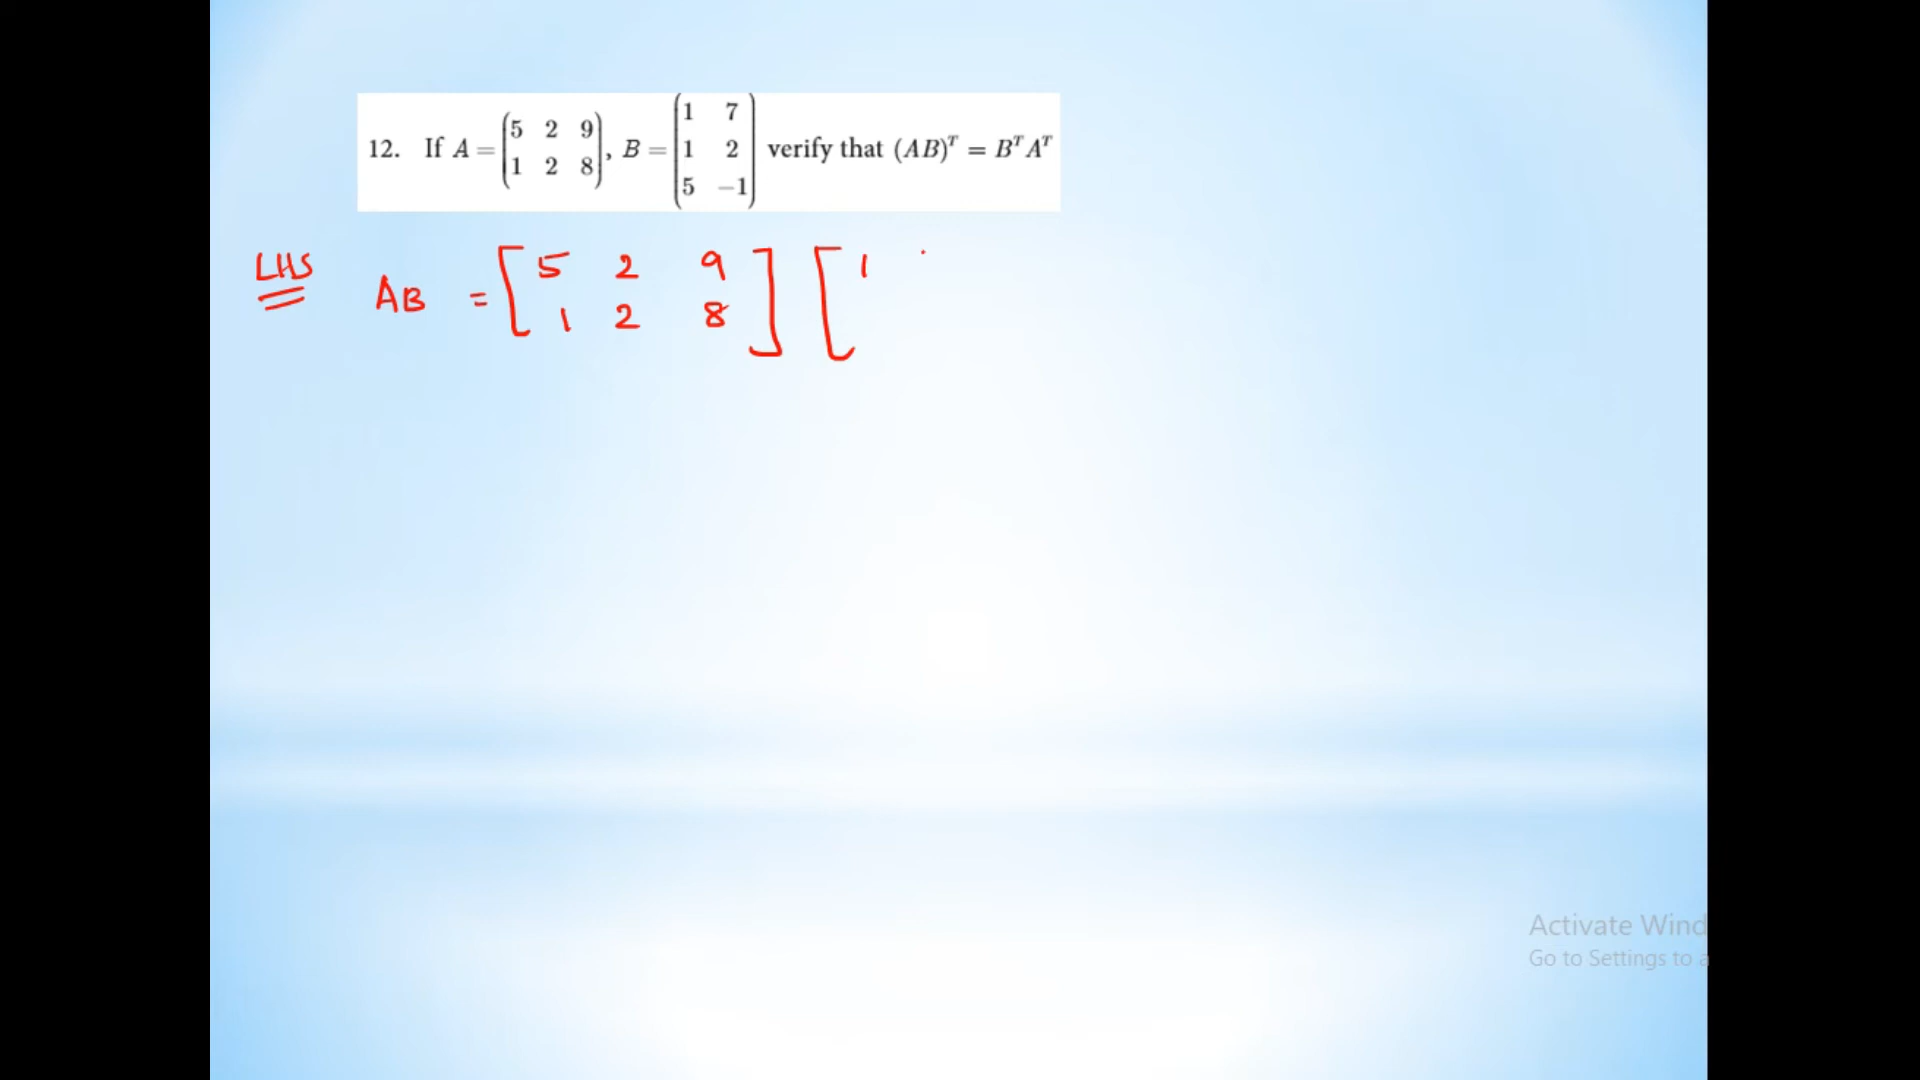 12. If A = (5 2 9
1 2 8), B = (1 7
1 2
5 −1) verify that (AB)ᵀ = BᵀAᵀ
LHS AB = [5 2 9
1 2 8] [1
Activate Wind
Go to Settings to a